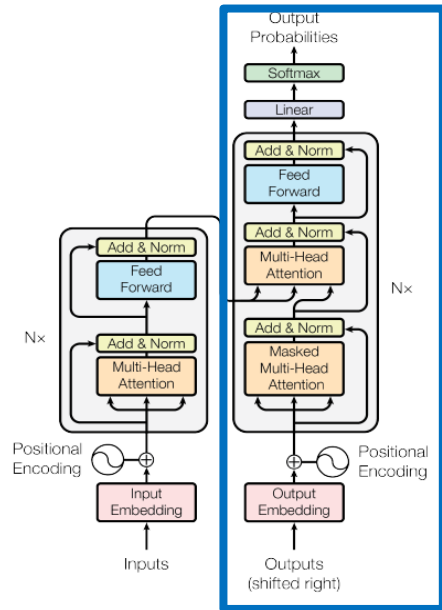 Output
Probabilities
Softmax
Linear
Add & Norm
Feed
Forward
Add & Norm
Multi-Head
Attention
Add & Norm
Masked
Multi-Head
Attention
N×
Positional
Encoding
Output
Embedding
Outputs
(shifted right)
Add & Norm
Feed
Forward
Add & Norm
Multi-Head
Attention
N×
Positional
Encoding
Input
Embedding
Inputs